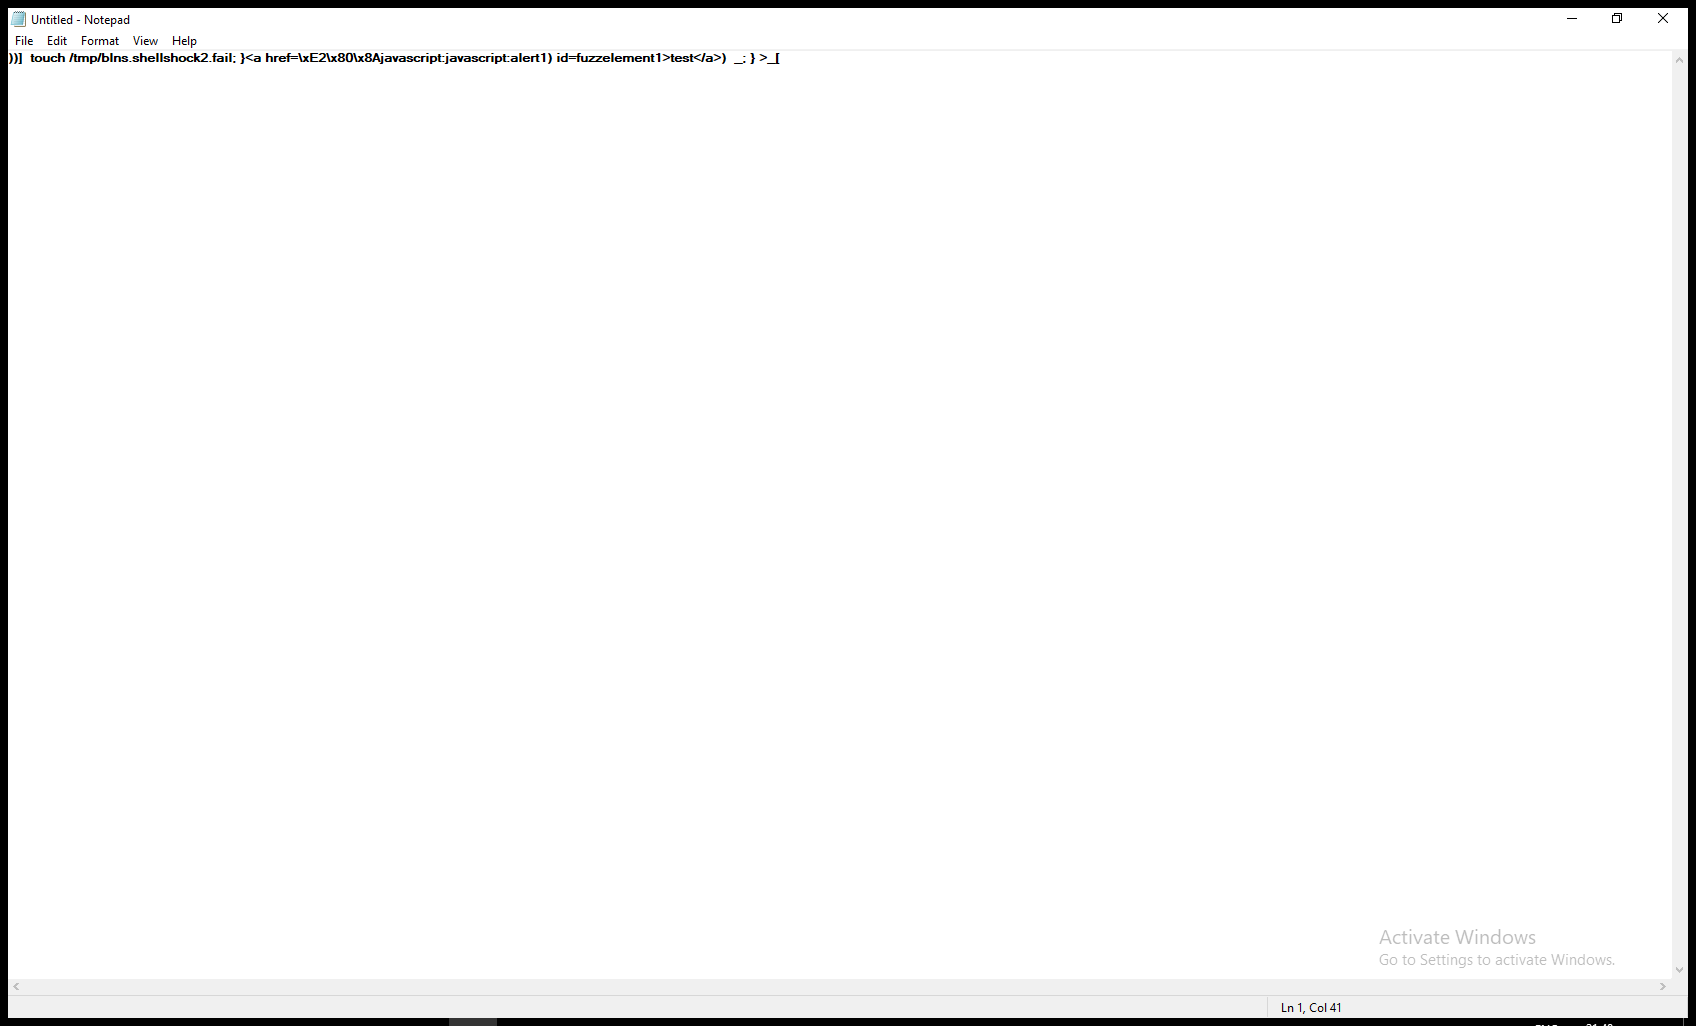 Untitled - Notepad
File Edit Format View Help
))]  touch /tmp/blns.shellshock2.fail; }<a href=\xE2\x80\x8Ajavascript:javascript:alert1) id=fuzzelement1>test</a>)  _; } >_[
Activate Windows
Go to Settings to activate Windows.
Ln 1, Col 41